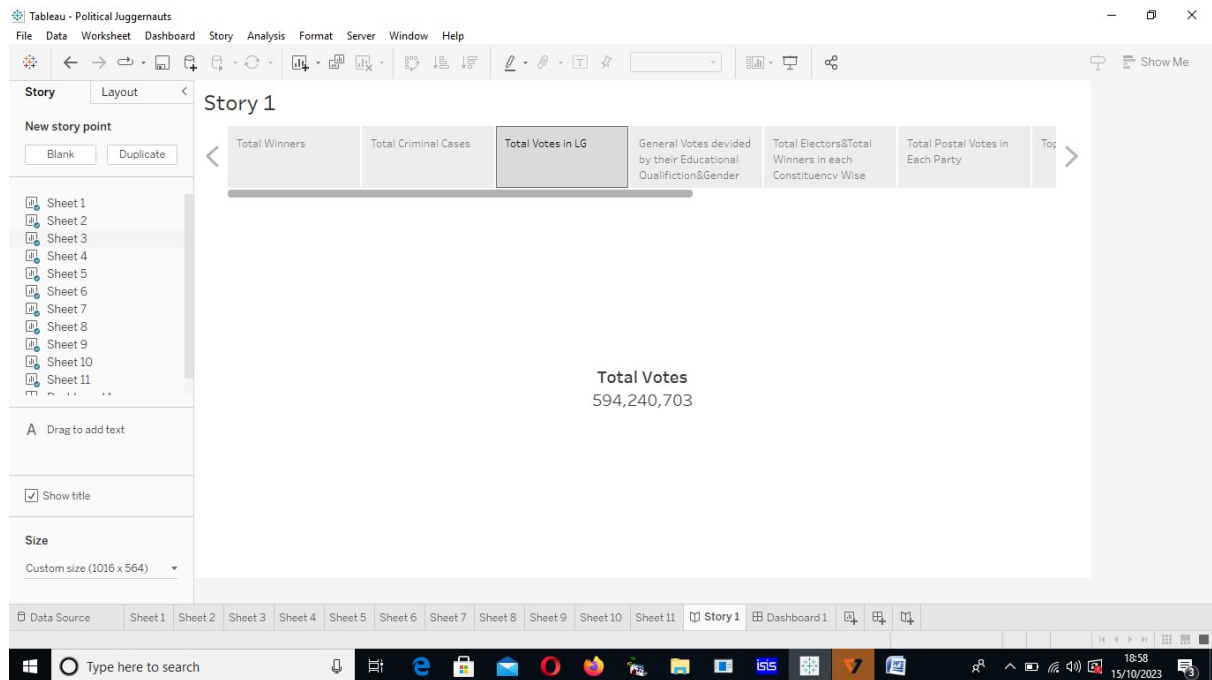 Tableau - Political Juggernauts
File Data Worksheet Dashboard Story Analysis Format Server Window Help
Show Me
Story Layout
New story point
Blank Duplicate
Sheet 1
Sheet 2
Sheet 3
Sheet 4
Sheet 5
Sheet 6
Sheet 7
Sheet 8
Sheet 9
Sheet 10
Sheet 11
A Drag to add text
Show title
Size
Custom size (1016 x 564)
Story 1
Total Winners
Total Criminal Cases
Total Votes in LG
General Votes devided
by their Educational
Qualifiction&Gender
Total Electors&Total
Winners in each
Constituency Wise
Total Postal Votes in
Each Party
Total Votes
594,240,703
Data Source Sheet 1 Sheet 2 Sheet 3 Sheet 4 Sheet 5 Sheet 6 Sheet 7 Sheet 8 Sheet 9 Sheet 10 Sheet 11 Story 1 Dashboard 1
Type here to search
isis
18:58
15/10/2023
3